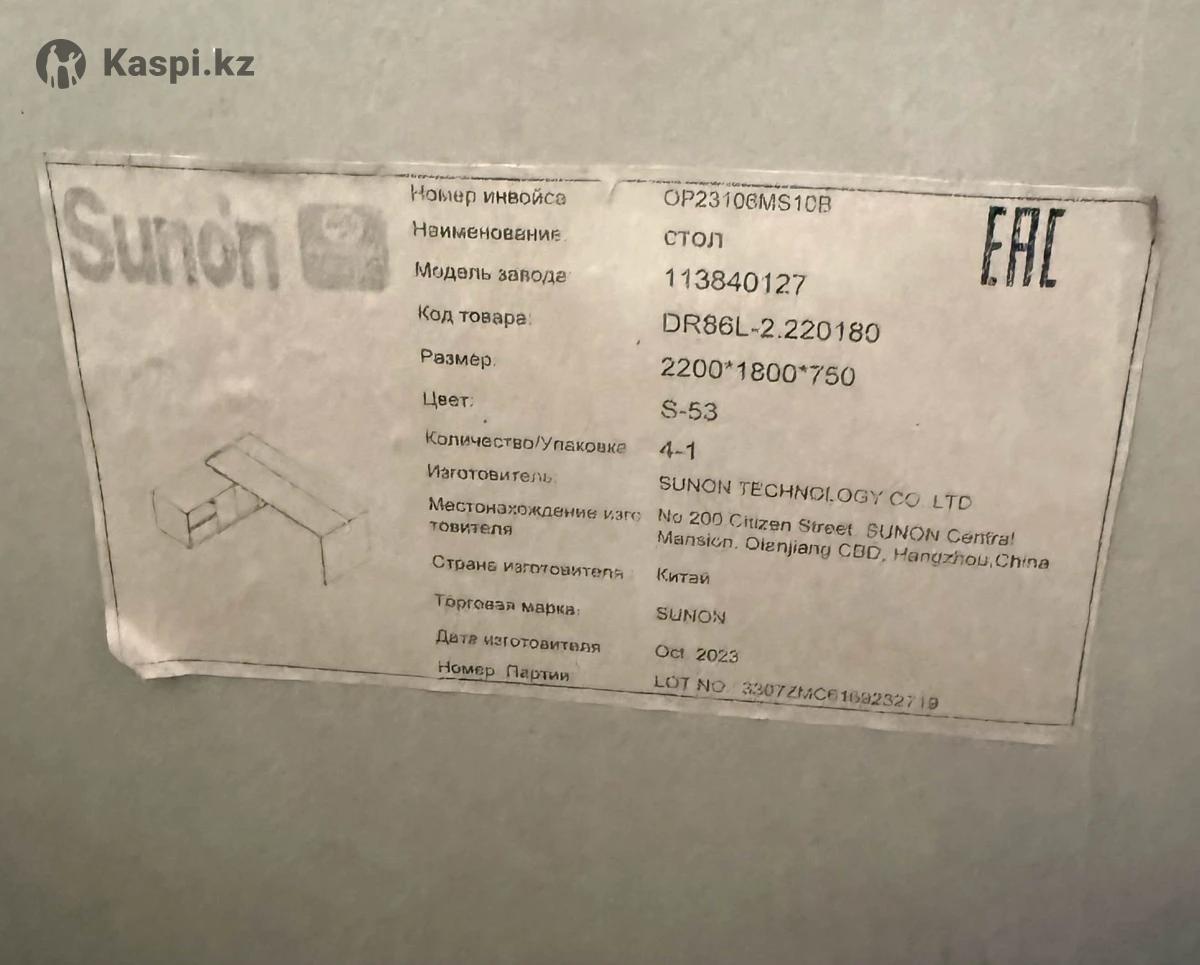 Kaspi.kz
Sunon
EAC
Номер инвойса OP23106MS10B
Наименование: стол
Модель завода: 113840127
Код товара: DR86L-2.220180
Размер: 2200*1800*750
Цвет: S-53
Количество/Упаковке 4-1
Изготовитель: SUNON TECHNOLOGY CO. LTD
Местонахождение изго No 200 Citizen Street. SUNON Central
товителя Mansion. Qianjiang CBD, Hangzhou,China
Страна изготовителя Китай
Торговая марка: SUNON
Дата изготовителя Oct 2023
Номер Партии LOT NO